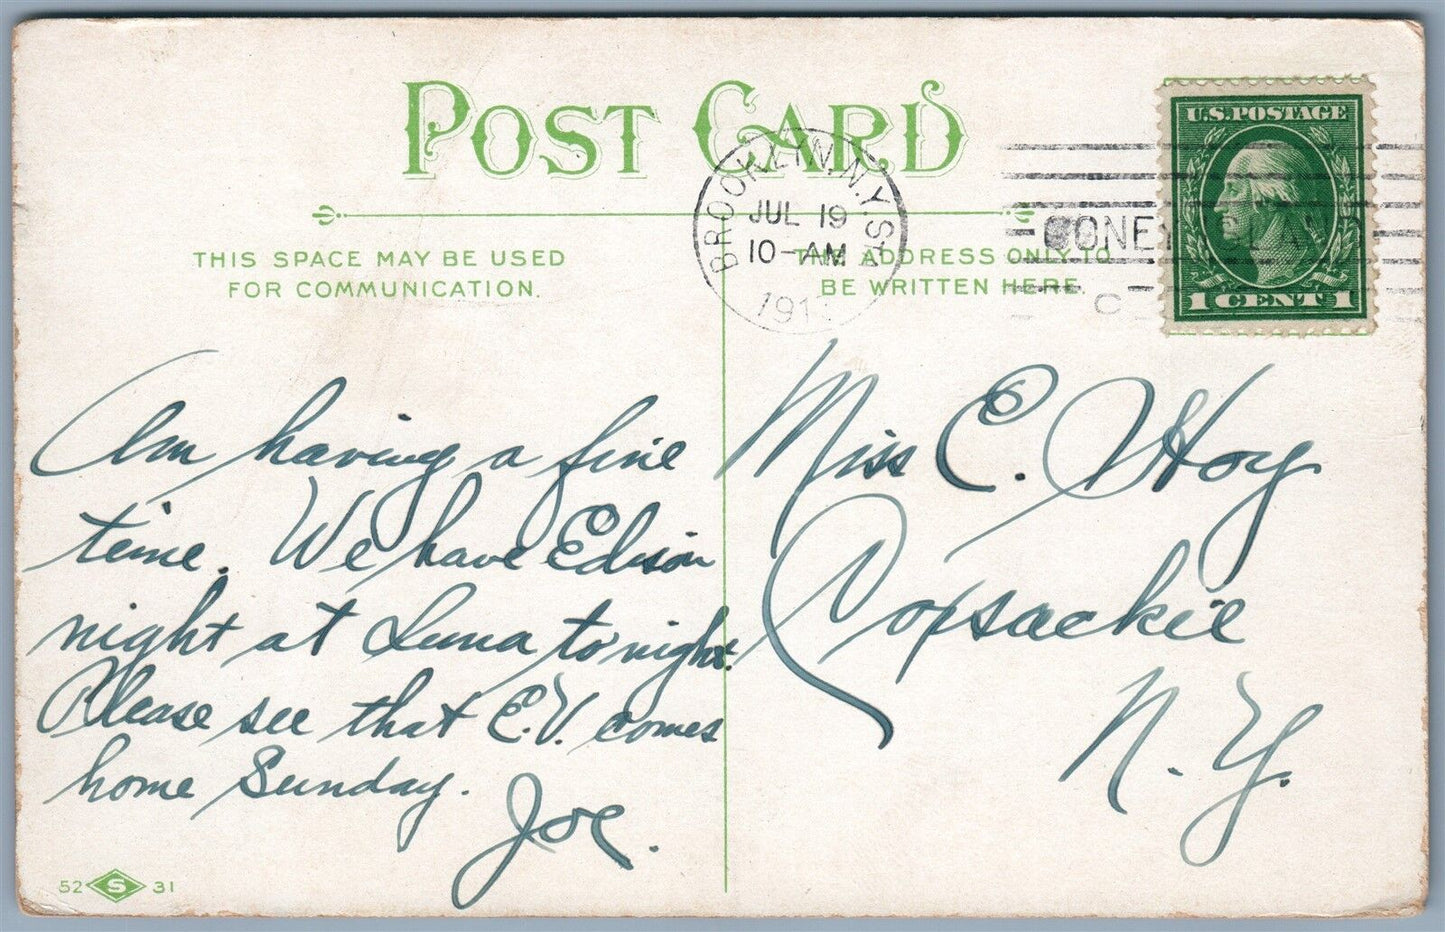 POST CARD
BROOKLYN, N.Y. STA
JUL 19
10-AM
U.S. POSTAGE
1 CENT 1
THIS SPACE MAY BE USED
FOR COMMUNICATION.
THE ADDRESS ONLY TO
BE WRITTEN HERE.
Am having a fine
time. We have Edison
night at Luna tonight.
Please see that E.V. comes
home Sunday.
Joe.
Miss E. Hoy
Copsackie
N.Y.
52 S 31